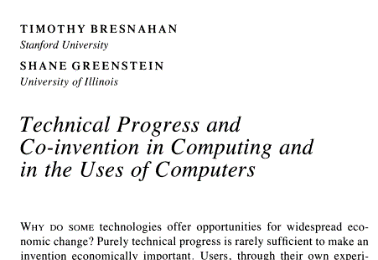 TIMOTHY BRESNAHAN
Stanford University
SHANE GREENSTEIN
University of Illinois
Technical Progress and
Co-invention in Computing and
in the Uses of Computers
WHY DO SOME technologies offer opportunities for widespread eco-
nomic change? Purely technical progress is rarely sufficient to make an
invention economically important. Users, through their own experi-